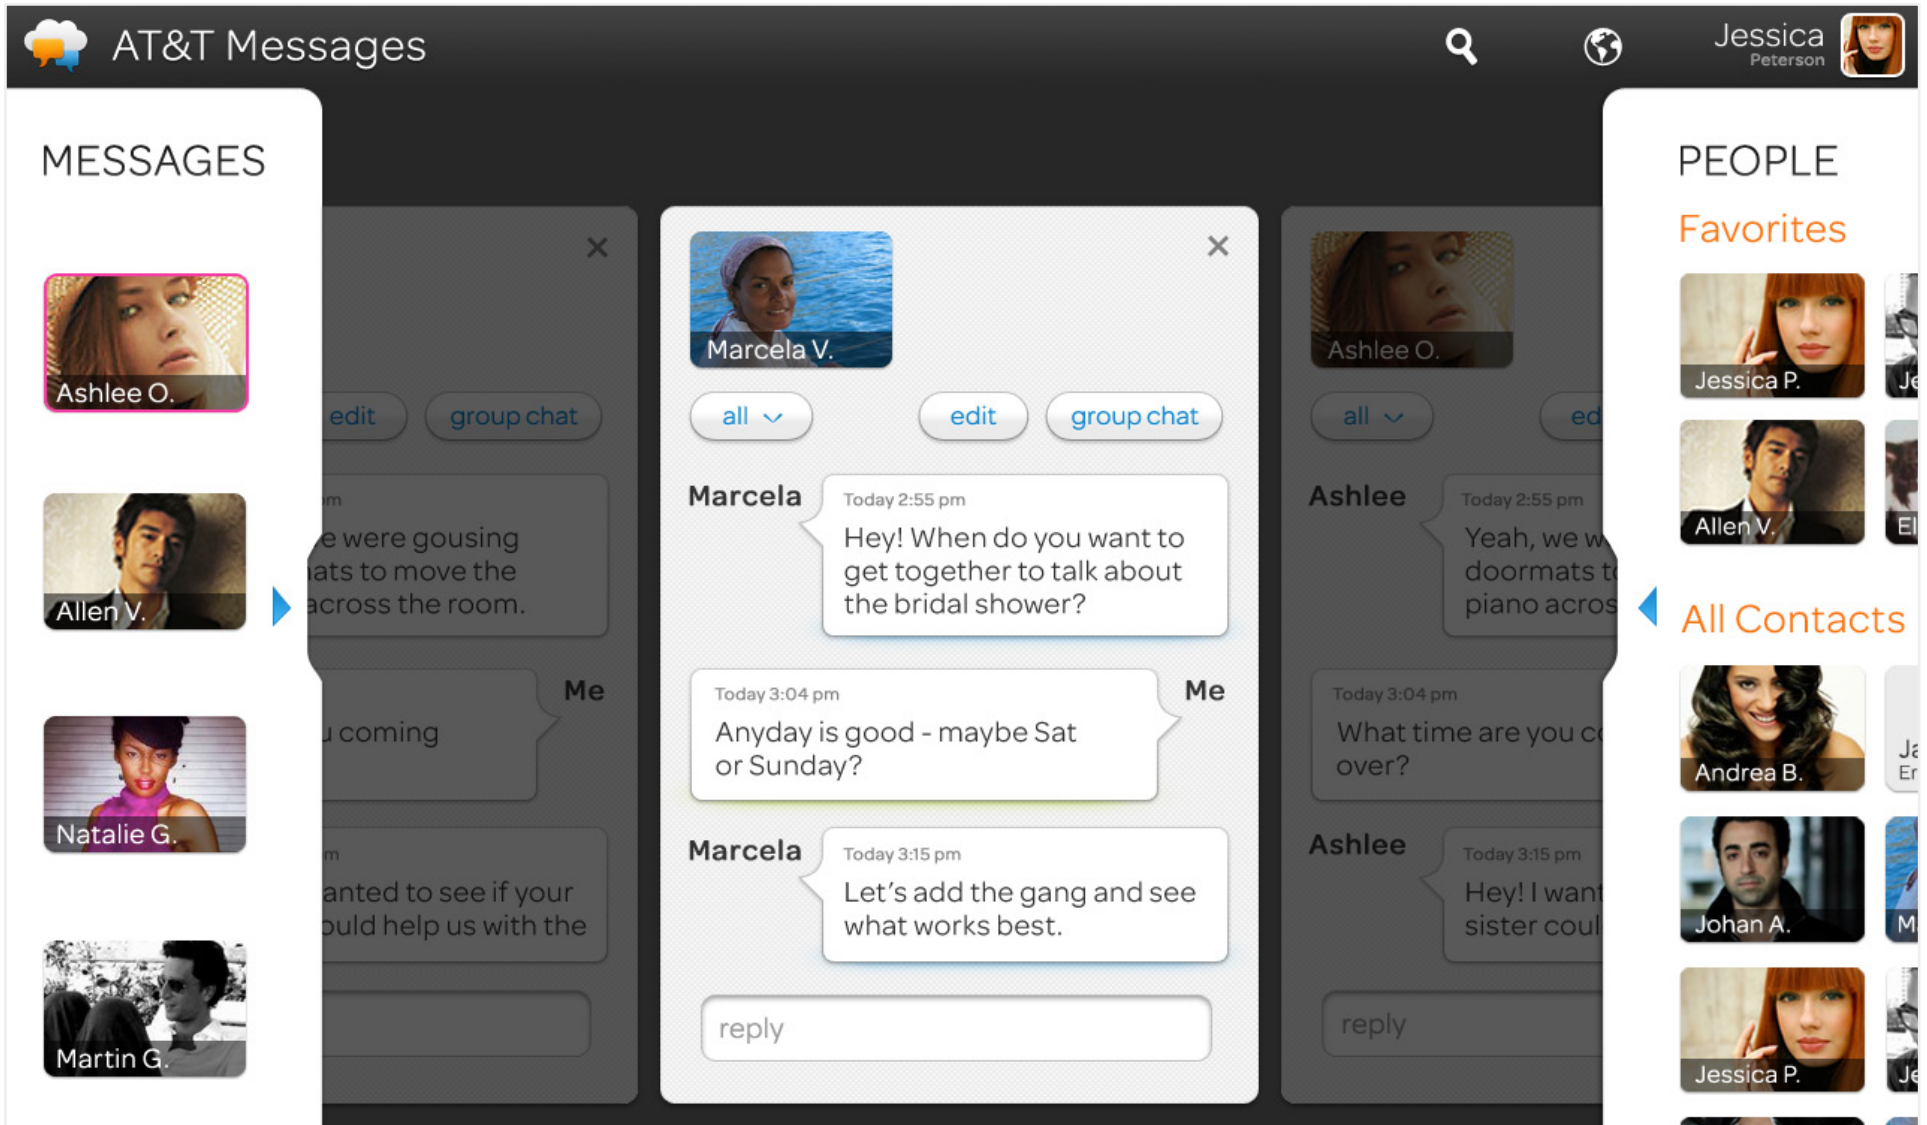 AT&T Messages
Jessica
Peterson
MESSAGES
Ashlee O.
Allen V.
Natalie G.
Martin G.
edit
group chat
were gousing
to move the
across the room.
Me
coming
to see if your
help us with the
Marcela V.
all
edit
group chat
Marcela
Today 2:55 pm
Hey! When do you want to
get together to talk about
the bridal shower?
Me
Today 3:04 pm
Anyday is good - maybe Sat
or Sunday?
Marcela
Today 3:15 pm
Let's add the gang and see
what works best.
reply
Ashlee O.
all
Ashlee
Today 2:55 pm
Yeah, we
doormats
piano
Today 3:04 pm
What time are you
over?
Ashlee
Today 3:15 pm
Hey! I
sister
reply
PEOPLE
Favorites
Jessica P.
Allen V.
All Contacts
Andrea B.
Johan A.
Jessica P.